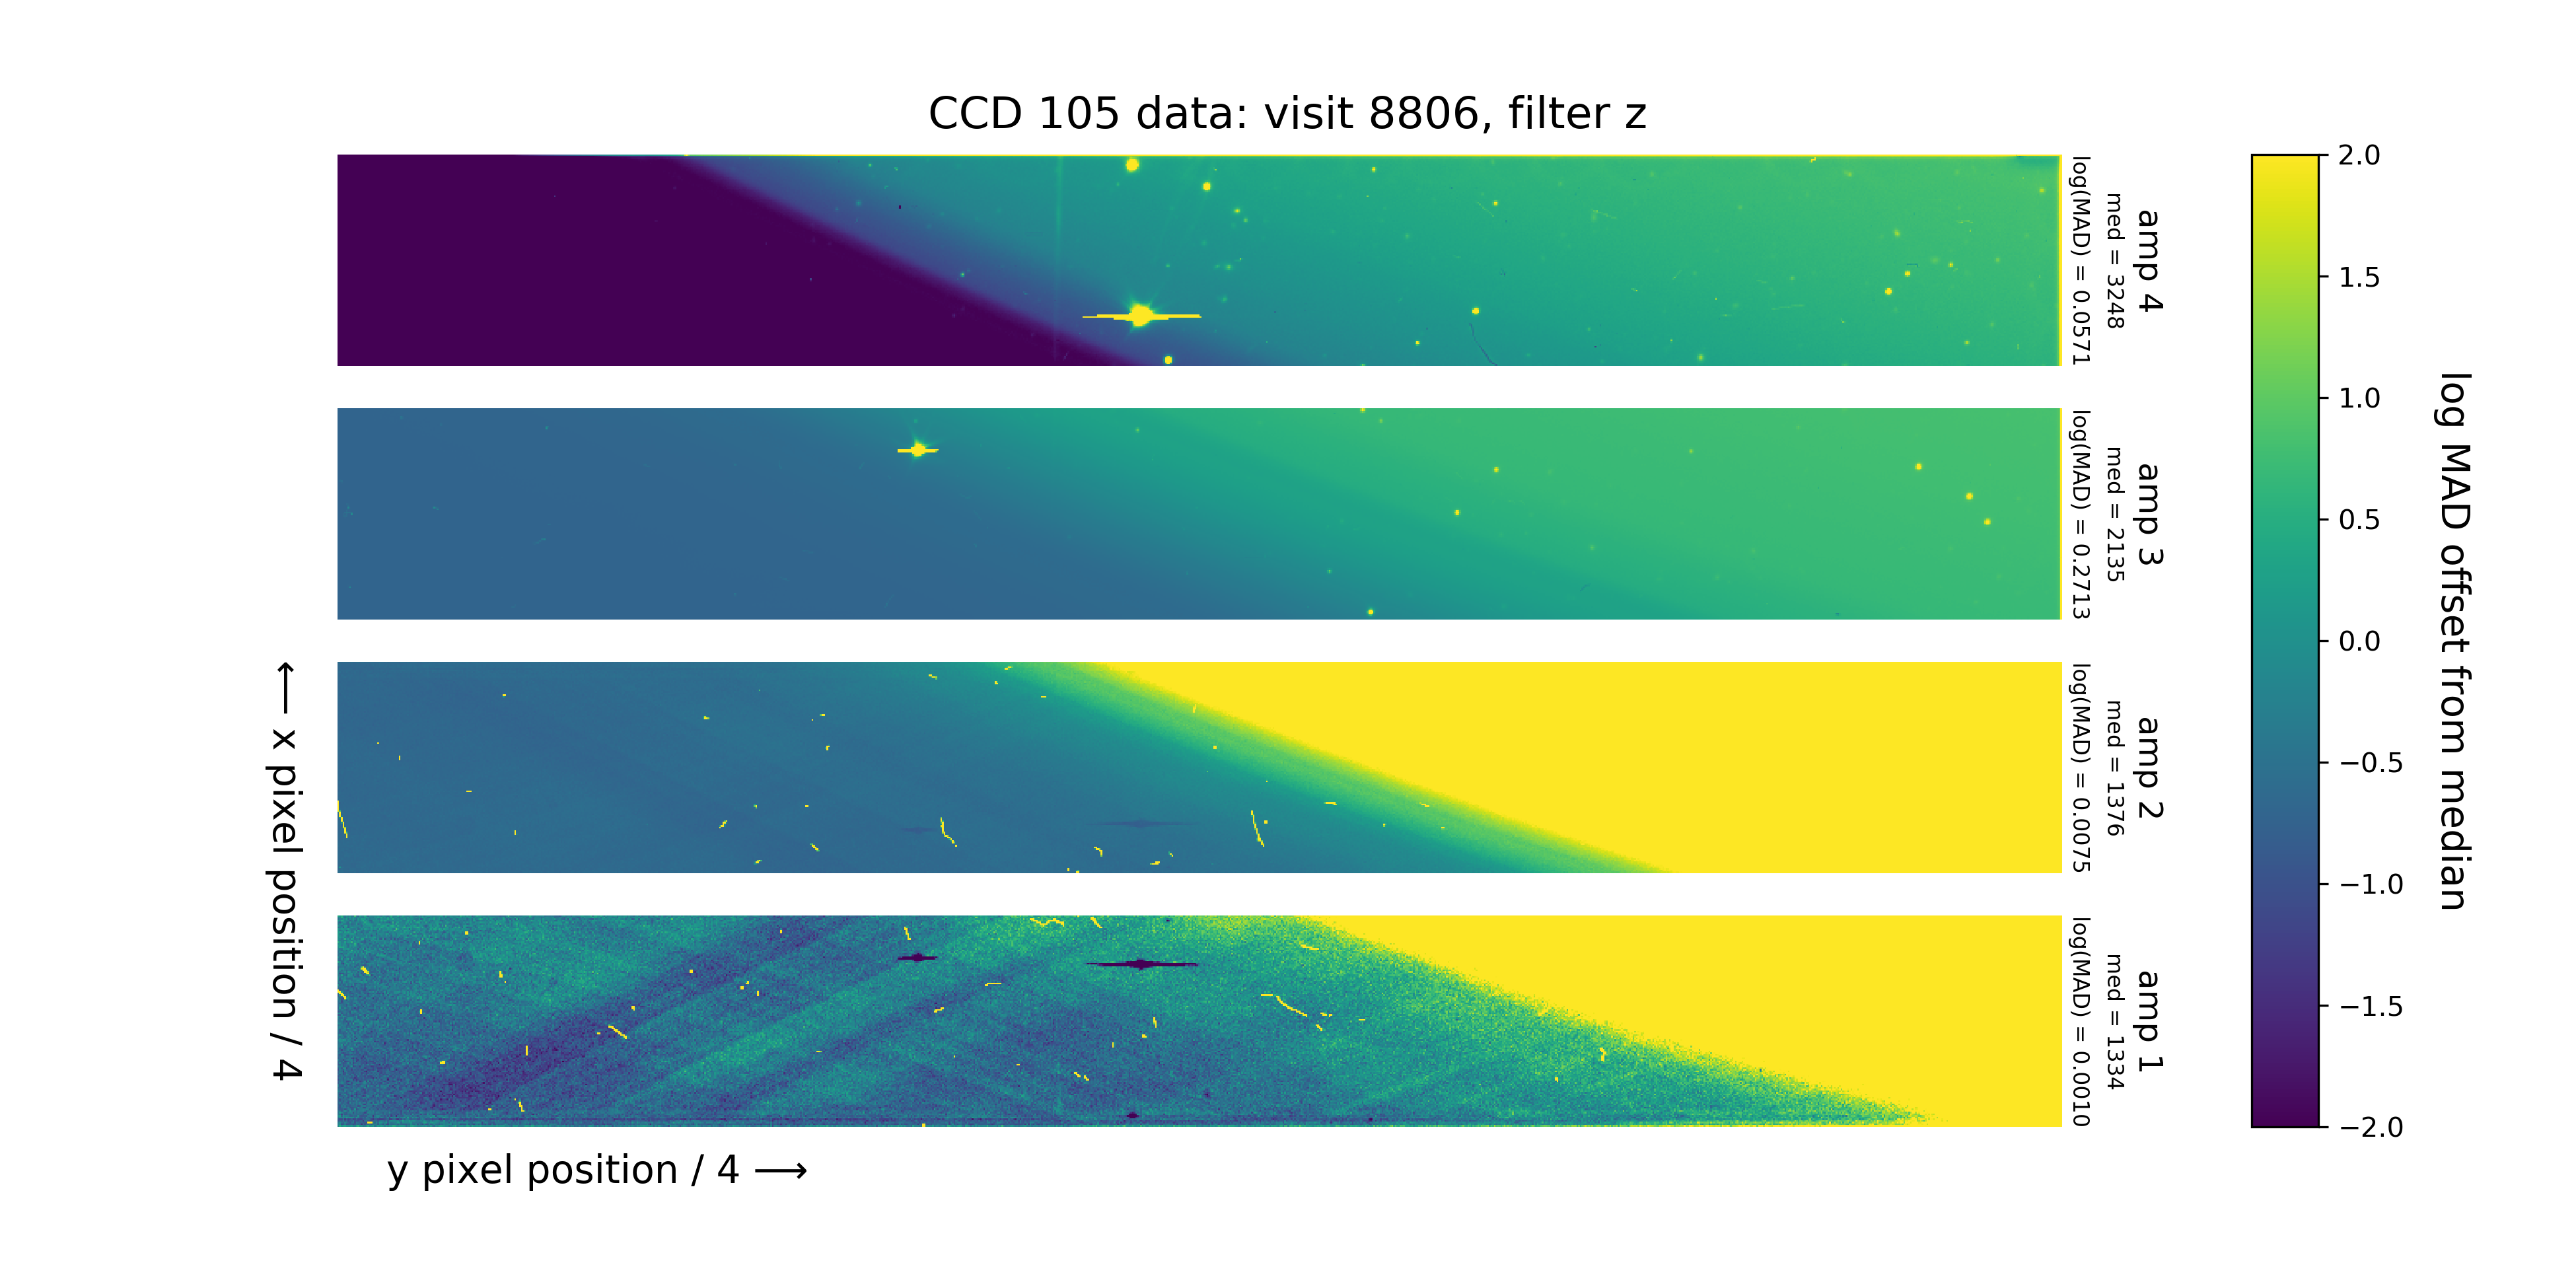 CCD 105 data: visit 8806, filter z
amp 4
med = 3248
log(MAD) = 0.0571
amp 3
med = 2135
log(MAD) = 0.2713
amp 2
med = 1376
log(MAD) = 0.0075
amp 1
med = 1334
log(MAD) = 0.0010
⟵ x pixel position / 4
y pixel position / 4 ⟶
2.0
1.5
1.0
0.5
0.0
−0.5
−1.0
−1.5
−2.0
log MAD offset from median